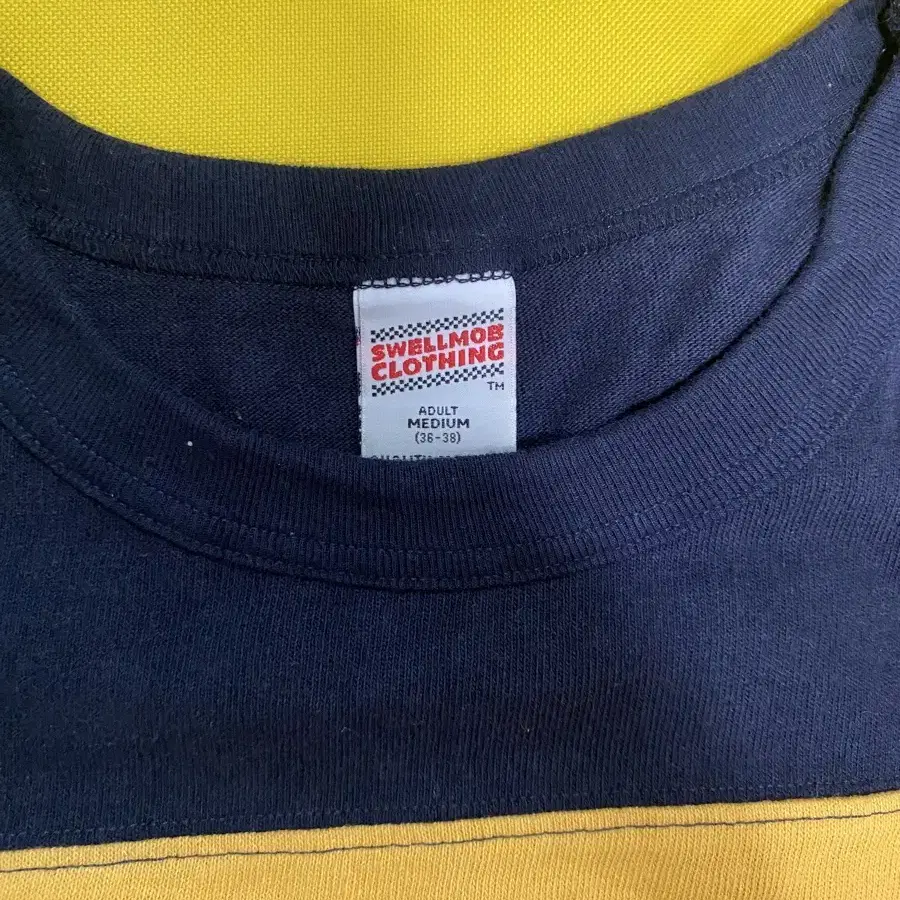 SWELLMOB
CLOTHING
TM
ADULT
MEDIUM
(36-38)